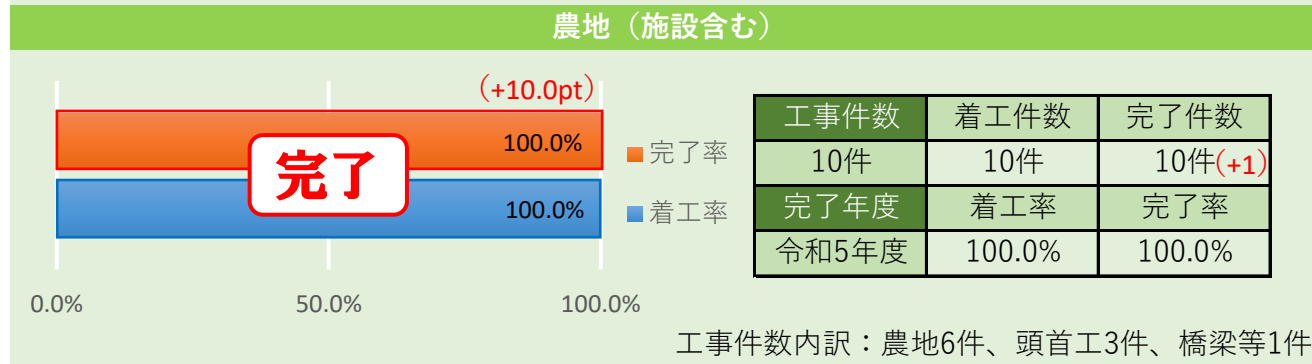 農地（施設含む）
（+10.0pt）
100.0%
完了
100.0%
完了率
着工率
0.0% 50.0% 100.0%
工事件数 着工件数 完了件数
10件 10件 10件(+1)
完了年度 着工率 完了率
令和5年度 100.0% 100.0%
工事件数内訳：農地6件、頭首工3件、橋梁等1件